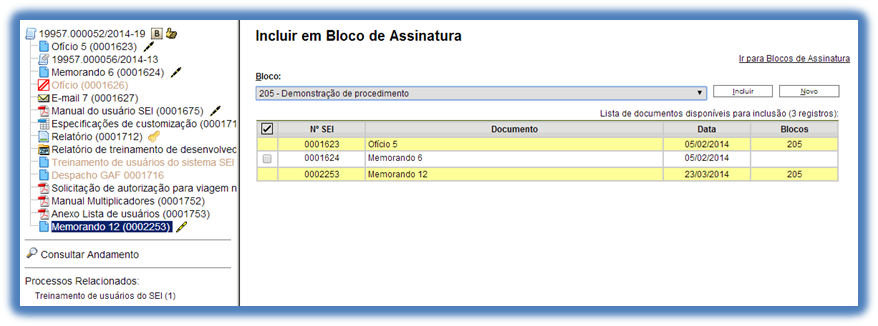 19957.000052/2014-19 B
Ofício 5 (0001623)
19957.000056/2014-13
Memorando 6 (0001624)
Ofício (0001626)
E-mail 7 (0001627)
Manual do usuário SEI (0001675)
Especificações de customização (000171
Relatório (0001712)
Relatório de treinamento de desenvolvec
Treinamento de usuários do sistema SEI
Despacho GAF 0001716
Solicitação de autorização para viagem n
Manual Multiplicadores (0001752)
Anexo Lista de usuários (0001753)
Memorando 12 (0002253)
Consultar Andamento
Processos Relacionados:
Treinamento de usuários do SEI (1)
Incluir em Bloco de Assinatura
Ir para Blocos de Assinatura
Bloco:
205 - Demonstração de procedimento
Incluir
Novo
Lista de documentos disponíveis para inclusão (3 registros):
Nº SEI Documento Data Blocos
0001623 Ofício 5 05/02/2014 205
0001624 Memorando 6 05/02/2014
0002253 Memorando 12 23/03/2014 205